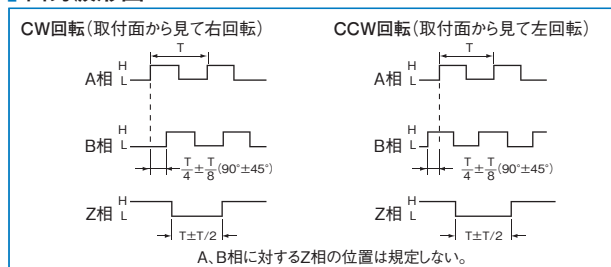 CW回転(取付面から見て右回転)
T
A相 H L
B相 H L
T/4±T/8(90°±45°)
Z相 H L
T±T/2
CCW回転(取付面から見て左回転)
T
A相 H L
B相 H L
T/4±T/8(90°±45°)
Z相 H L
T±T/2
A、B相に対するZ相の位置は規定しない。